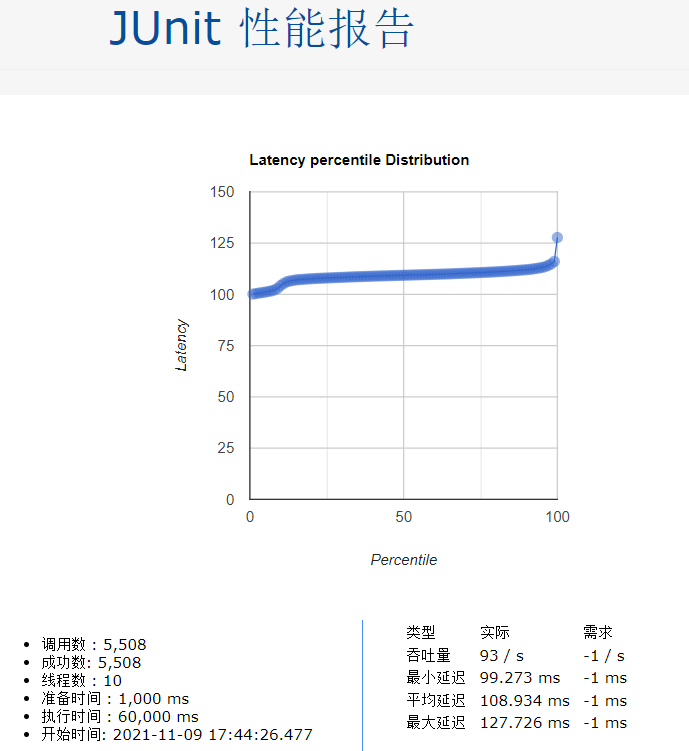 JUnit 性能报告
Latency percentile Distribution
150
125
100
75
50
25
0
Latency
0 50 100
Percentile
调用数：5,508
成功数: 5,508
线程数：10
准备时间：1,000 ms
执行时间：60,000 ms
开始时间: 2021-11-09 17:44:26.477
类型 实际 需求
吞吐量 93 / s -1 / s
最小延迟 99.273 ms -1 ms
平均延迟 108.934 ms -1 ms
最大延迟 127.726 ms -1 ms